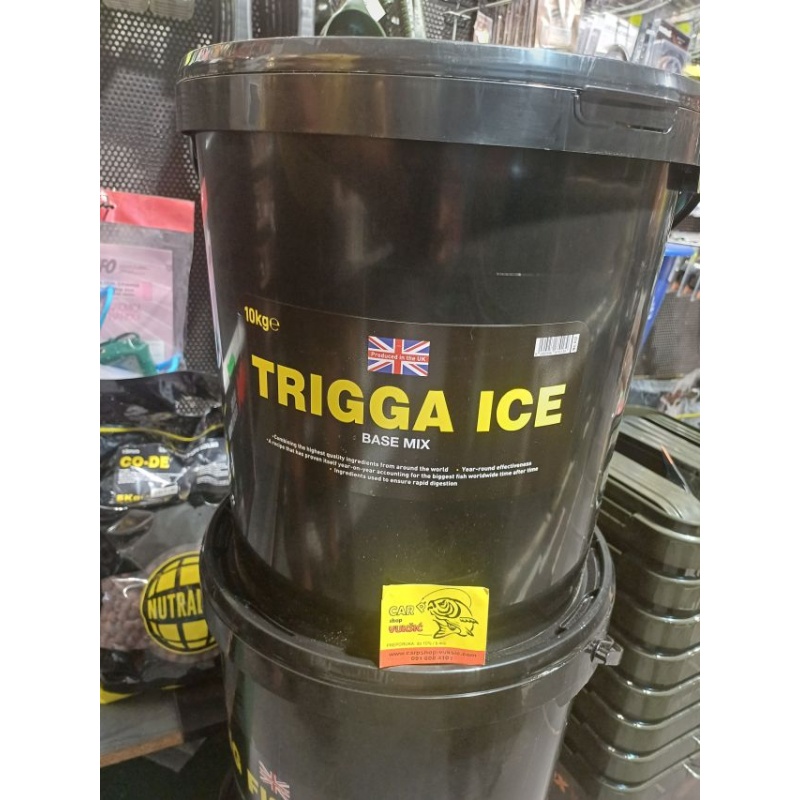 10kg℮
Produced in the UK
TRIGGA ICE
BASE MIX
•Combining the highest quality ingredients from around the world • Year-round effectiveness
•A recipe that has proven itself year-on-year accounting for the biggest fish worldwide time after time
• Ingredients used to ensure rapid digestion
CO-DE
5Kg
NUTRA
CARP
shop
vukšić